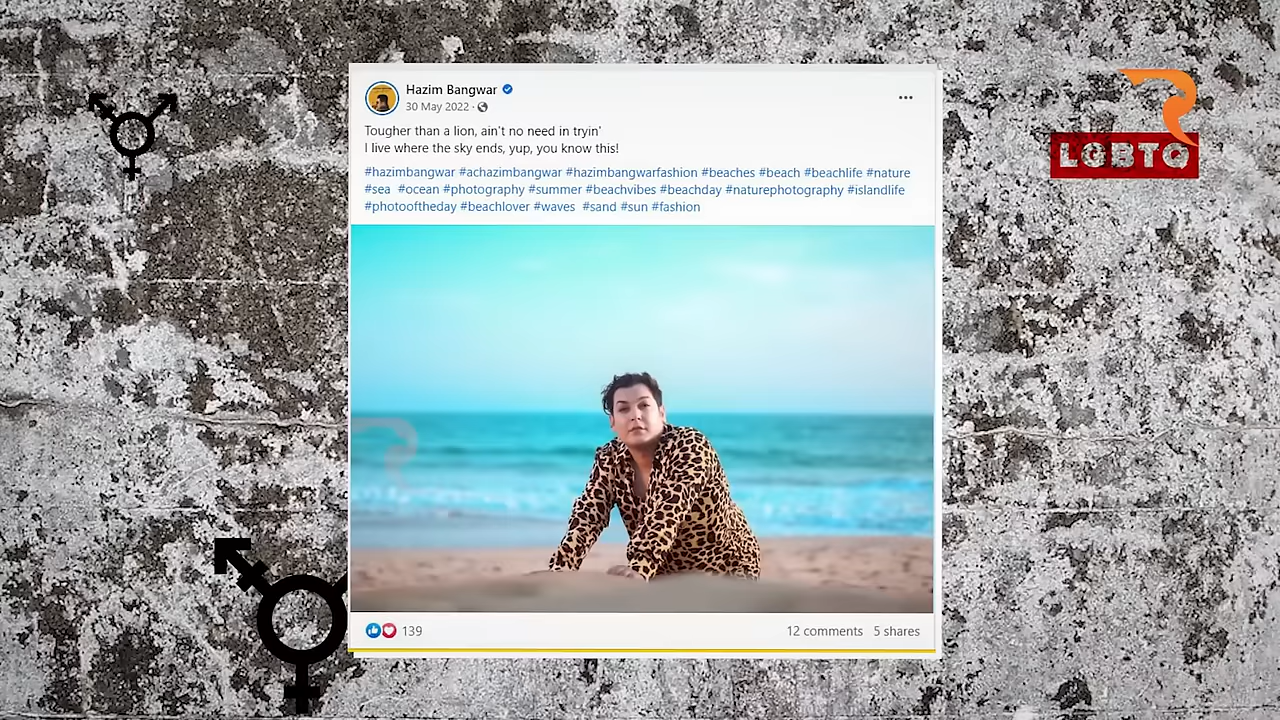 Hazim Bangwar
30 May 2022 ·
Tougher than a lion, ain't no need in tryin'
I live where the sky ends, yup, you know this!
#hazimbangwar #achazimbangwar #hazimbangwarfashion #beaches #beach #beachlife #nature
#sea #ocean #photography #summer #beachvibes #beachday #naturephotography #islandlife
#photooftheday #beachlover #waves #sand #sun #fashion
139
12 comments 5 shares
LGBTQ